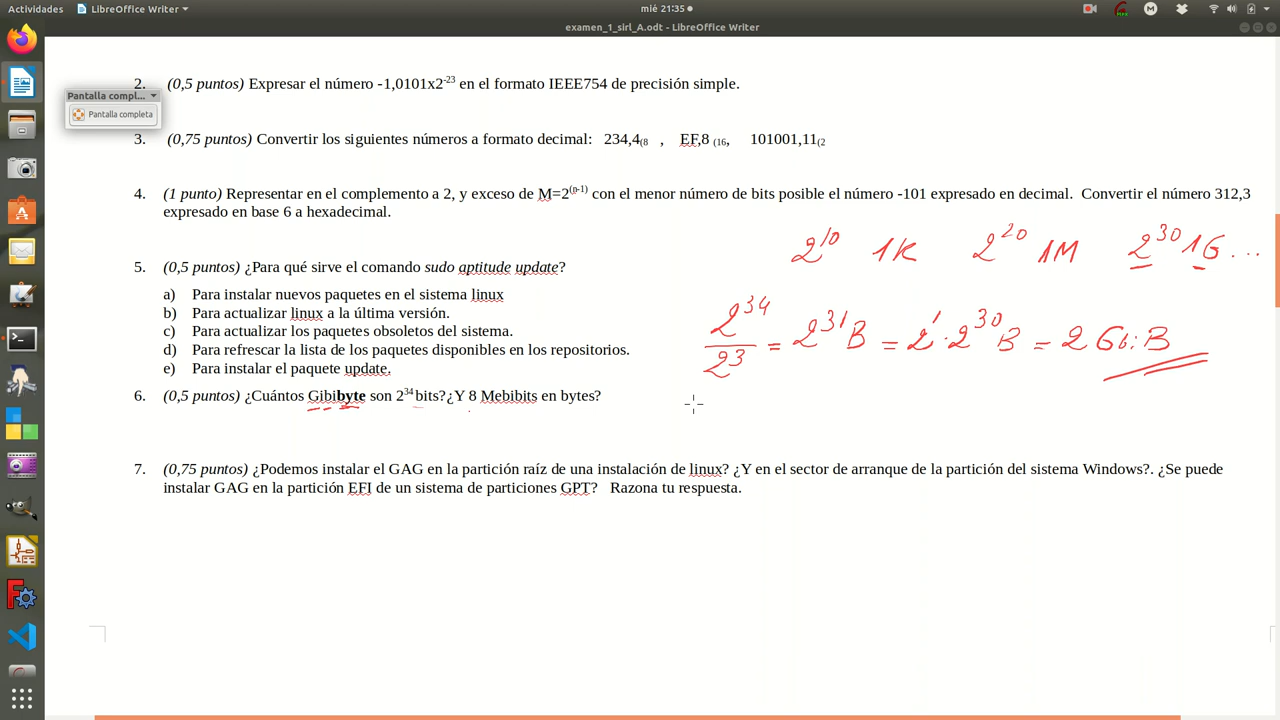 Actividades LibreOffice Writer mié 21:35
examen_1_sirl_A.odt - LibreOffice Writer
2. (0,5 puntos) Expresar el número -1,0101x2-23 en el formato IEEE754 de precisión simple.
Pantalla compl...
Pantalla completa
3. (0,75 puntos) Convertir los siguientes números a formato decimal: 234,4(8 , EF,8 (16, 101001,11(2
4. (1 punto) Representar en el complemento a 2, y exceso de M=2(n-1) con el menor número de bits posible el número -101 expresado en decimal. Convertir el número 312,3
expresado en base 6 a hexadecimal.
2^10 1K 2^20 1M 2^30 1G ...
5. (0,5 puntos) ¿Para qué sirve el comando sudo aptitude update?
a) Para instalar nuevos paquetes en el sistema linux
b) Para actualizar linux a la última versión.
c) Para actualizar los paquetes obsoletos del sistema.
d) Para refrescar la lista de los paquetes disponibles en los repositorios.
e) Para instalar el paquete update.
2^34 / 2^3 = 2^31 B = 2^1 · 2^30 B = 2 GbiB
6. (0,5 puntos) ¿Cuántos Gibibyte son 234 bits?¿Y 8 Mebibits en bytes?
7. (0,75 puntos) ¿Podemos instalar el GAG en la partición raíz de una instalación de linux? ¿Y en el sector de arranque de la partición del sistema Windows?. ¿Se puede
instalar GAG en la partición EFI de un sistema de particiones GPT? Razona tu respuesta.